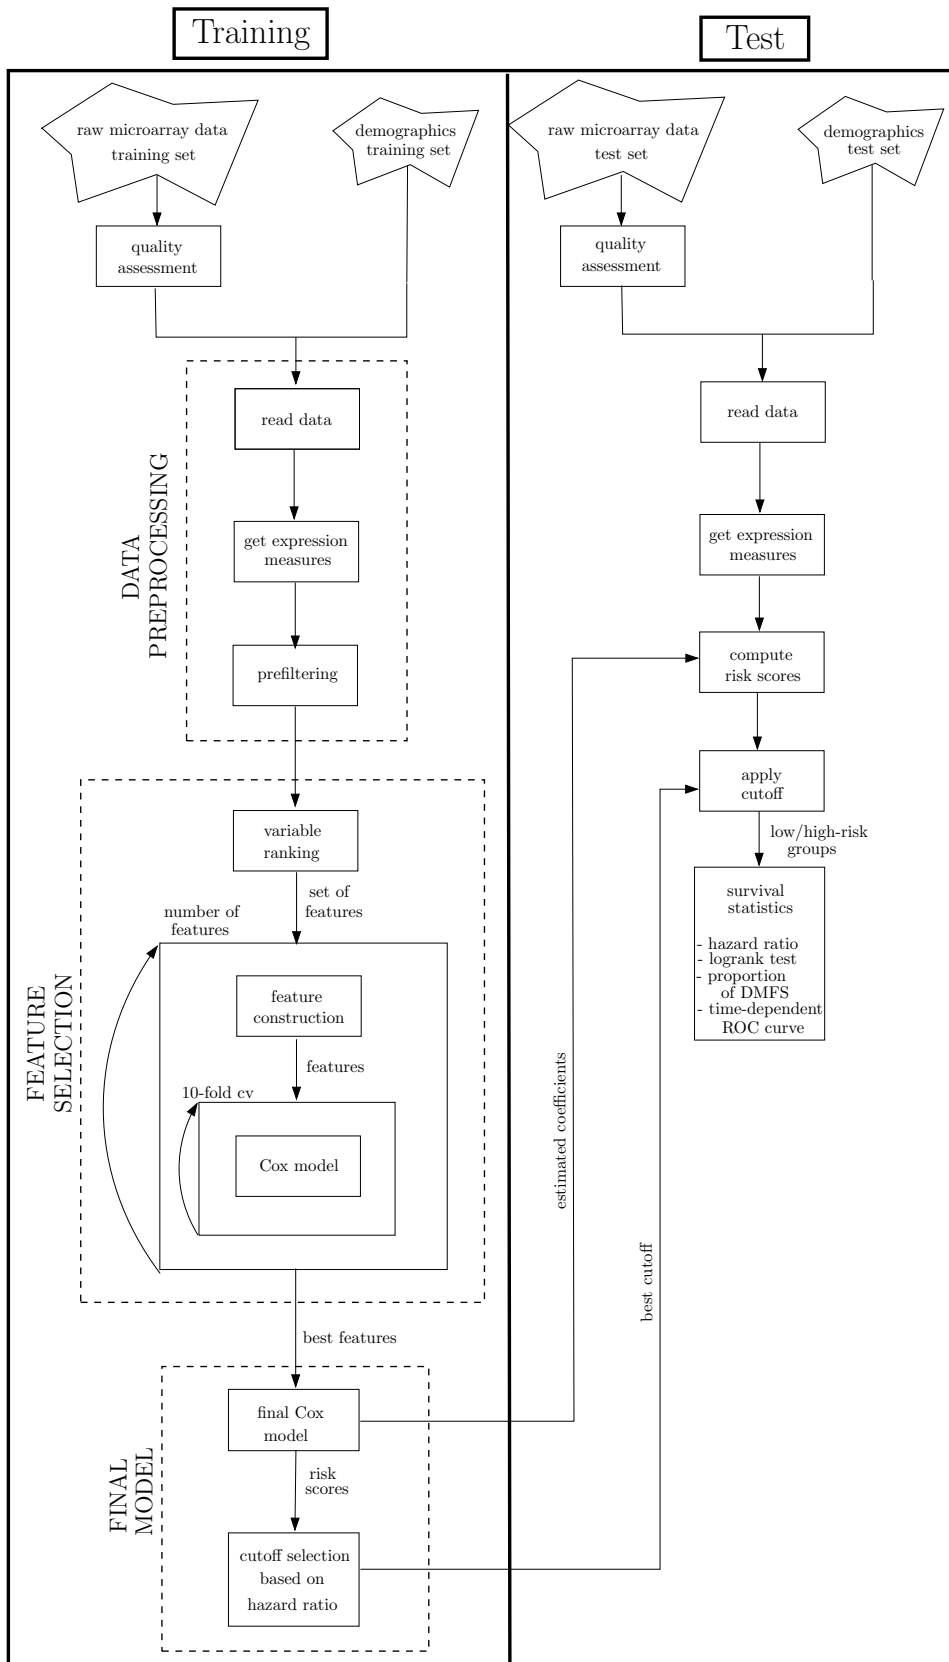 Training
Test
raw microarray data
training set
demographics
training set
raw microarray data
test set
demographics
test set
quality
assessment
quality
assessment
read data
get expression
measures
prefiltering
DATA
PREPROCESSING
variable
ranking
set of
features
number of
features
feature
construction
features
10-fold cv
Cox model
FEATURE
SELECTION
best features
final Cox
model
risk
scores
cutoff selection
based on
hazard ratio
FINAL
MODEL
estimated coefficients
best cutoff
read data
get expression
measures
compute
risk scores
apply
cutoff
low/high-risk
groups
survival
statistics
- hazard ratio
- logrank test
- proportion
of DMFS
- time-dependent
ROC curve